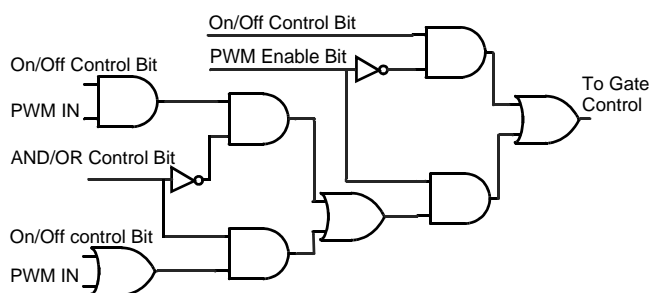 On/Off Control Bit
PWM Enable Bit
On/Off Control Bit
PWM IN
To Gate
Control
AND/OR Control Bit
On/Off control Bit
PWM IN